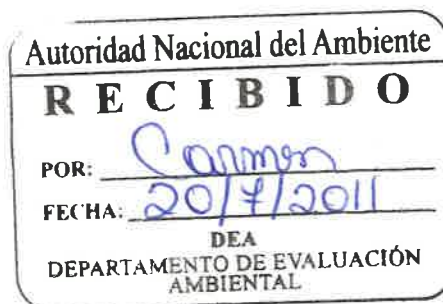 Autoridad Nacional del Ambiente
RECIBIDO
POR: Carmen
FECHA: 20/7/2011
DEA
DEPARTAMENTO DE EVALUACIÓN
AMBIENTAL